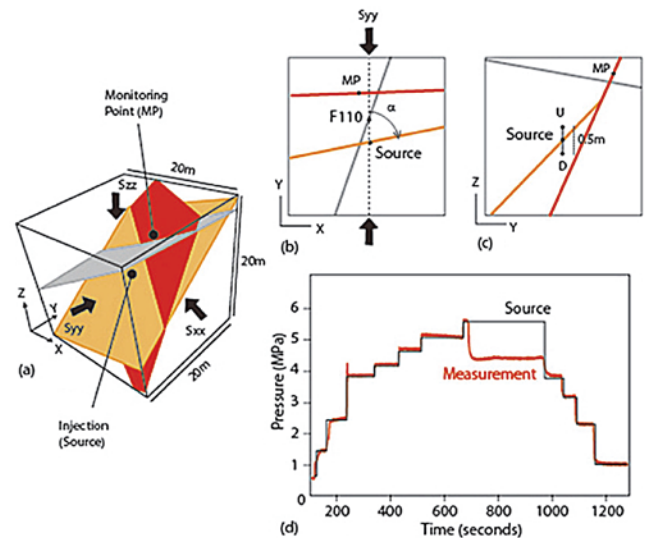 Monitoring
Point (MP)
20m
Szz
20m
Z
Y
X
Syy
Sxx
(a)
20m
Injection
(Source)
Syy
MP
F110
α
Source
Y
X
(b)
MP
U
Source
0.5m
D
Z
Y
(c)
Pressure (MPa)
6
5
4
3
2
1
0
Source
Measurement
200
400
600
800
1000
1200
(d)
Time (seconds)